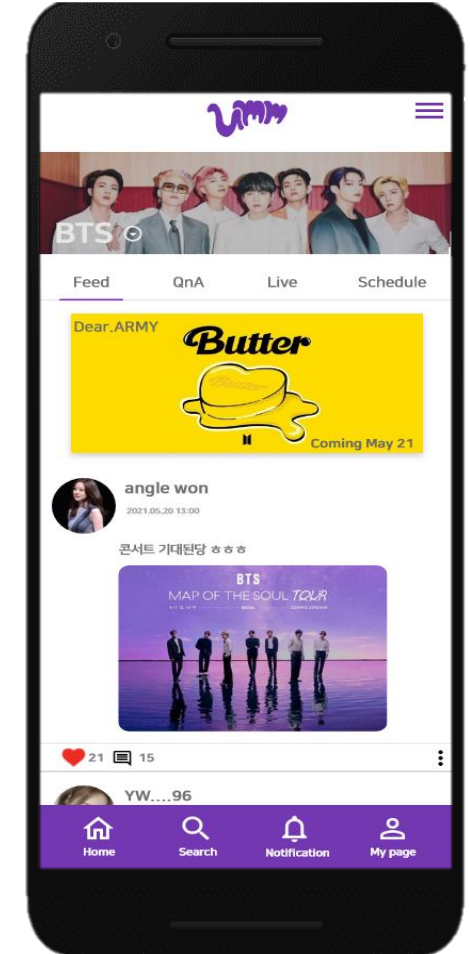 umm
BTS
Feed QnA Live Schedule
Dear.ARMY
Butter
Butter
Coming May 21
angle won
2021.05.20 13:00
콘서트 기대된당 ㅎㅎㅎ
BTS
MAP OF THE SOUL TOUR
21 15
YW....96
Home Search Notification My page